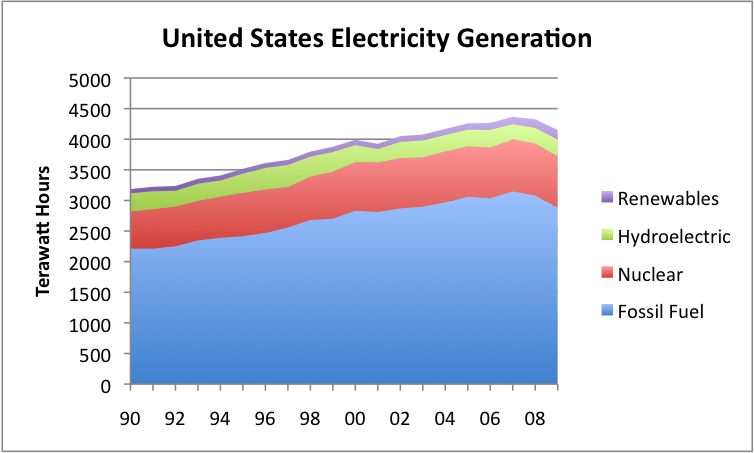 United States Electricity Generation
Terawatt Hours
5000
4500
4000
3500
3000
2500
2000
1500
1000
500
0
90 92 94 96 98 00 02 04 06 08
Renewables
Hydroelectric
Nuclear
Fossil Fuel